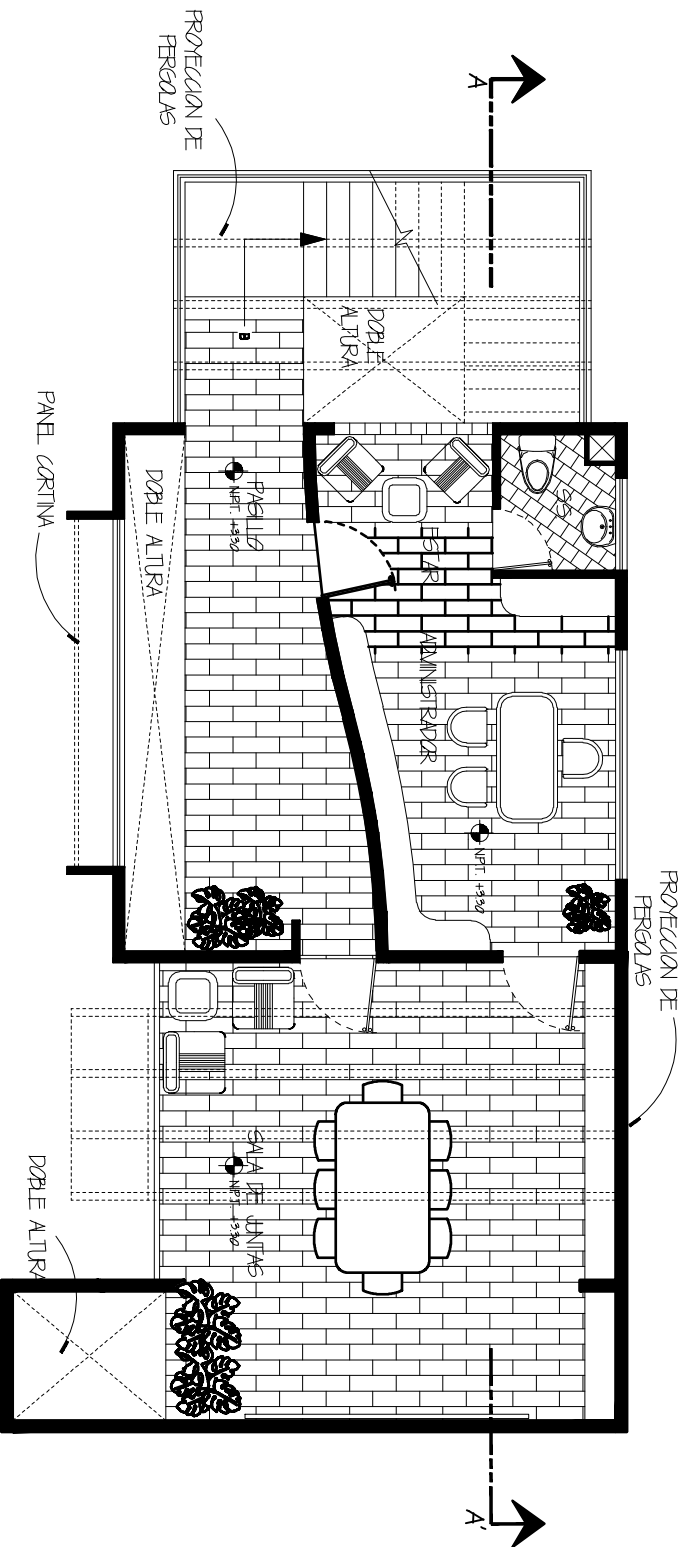 PROYECCION DE
PERGOLAS
A
DOBLE
ALTURA
PANEL CORTINA
DOBLE ALTURA
PASILLO
NPT. +3.30
ESTAR
SS
ADMINISTRADOR
NPT. +3.30
PROYECCION DE
PERGOLAS
SALA DE JUNTAS
NPT. +3.30
DOBLE ALTURA
A'